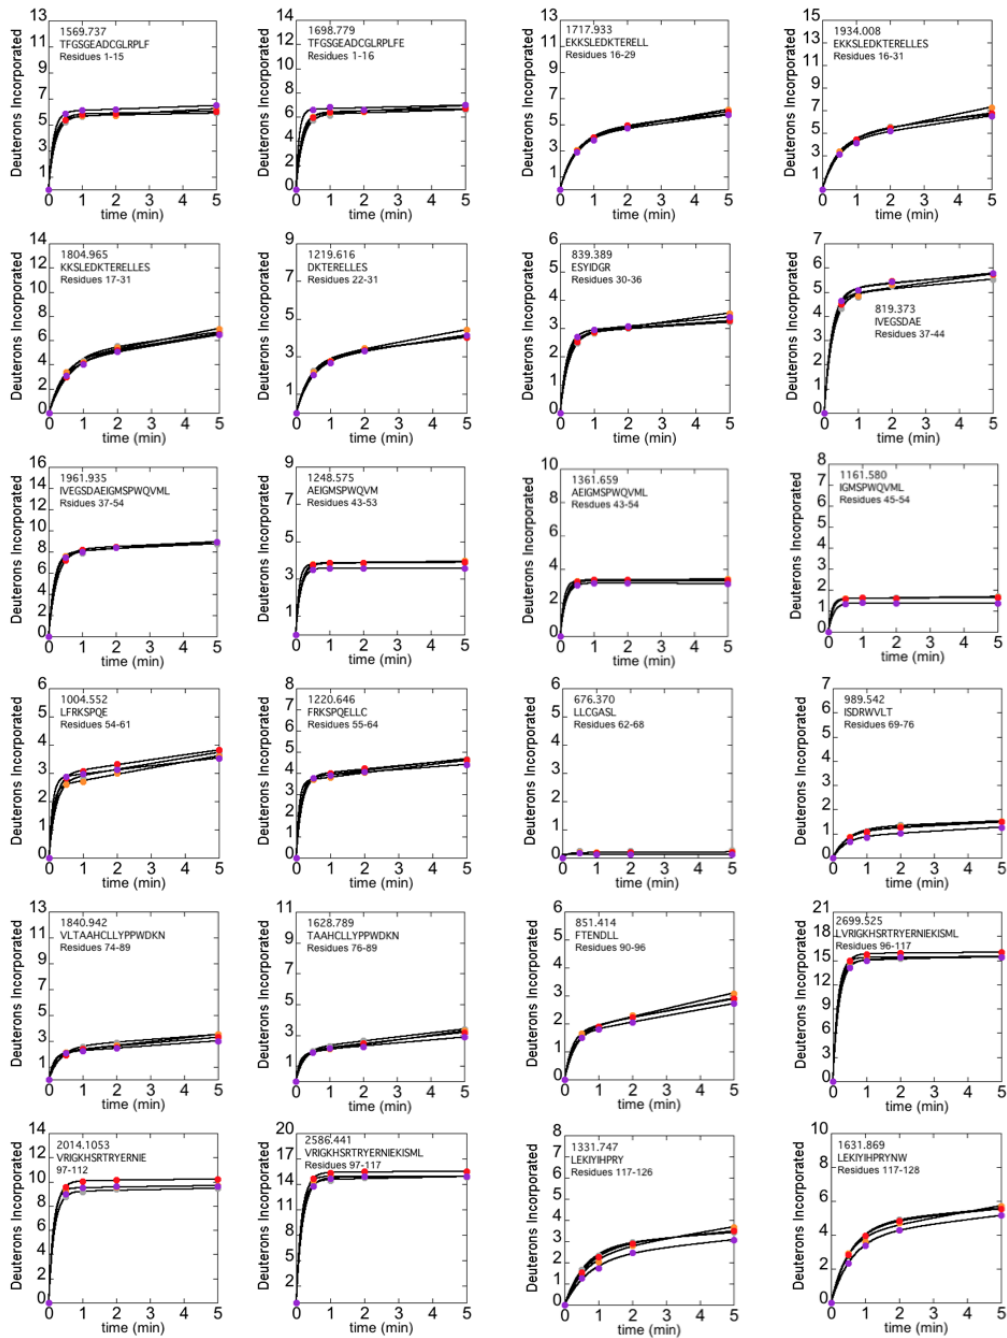 Deuterons Incorporated
1569.737
TFGSGEADCGLRPLF
Residues 1-15
13
11
9
7
5
3
1
0 1 2 3 4 5
time (min)
Deuterons Incorporated
1698.779
TFGSGEADCGLRPLFE
Residues 1-16
14
12
10
8
6
4
2
0
0 1 2 3 4 5
time (min)
Deuterons Incorporated
1717.933
EKKSLEDKTERELL
Residues 16-29
13
11
9
7
5
3
1
0 1 2 3 4 5
time (min)
Deuterons Incorporated
1934.008
EKKSLEDKTERELLES
Residues 16-31
15
0 1 2 3 4 5
time (min)
Deuterons Incorporated
1804.965
KKSLEDKTERELLES
Residues 17-31
14
12
10
8
6
4
2
0
0 1 2 3 4 5
time (min)
Deuterons Incorporated
1219.616
DKTERELLES
Residues 22-31
9
7
6
4
3
1
0 1 2 3 4 5
time (min)
Deuterons Incorporated
839.389
ESYIDGR
Residues 30-36
6
5
4
3
2
1
0
0 1 2 3 4 5
time (min)
Deuterons Incorporated
819.373
IVEGSDAE
Residues 37-44
7
6
5
4
3
2
1
0
0 1 2 3 4 5
time (min)
Deuterons Incorporated
1961.935
IVEGSDAEIGMSPWQVML
Rsidues 37-54
16
14
12
10
8
6
4
2
0
0 1 2 3 4 5
time (min)
Deuterons Incorporated
1248.575
AEIGMSPWQVM
Residues 43-53
9
7
6
4
3
1
0 1 2 3 4 5
time (min)
Deuterons Incorporated
1361.659
AEIGMSPWQVML
Residues 43-54
10
8
6
4
2
0
0 1 2 3 4 5
time (min)
Deuterons Incorporated
1161.580
IGMSPWQVML
Residues 45-54
8
7
6
5
4
3
2
1
0
0 1 2 3 4 5
time (min)
Deuterons Incorporated
1004.552
LFRKSPQE
Residues 54-61
6
5
4
3
2
1
0
0 1 2 3 4 5
time (min)
Deuterons Incorporated
1220.646
FRKSPQELLC
Residues 55-64
8
7
6
5
4
3
2
1
0
0 1 2 3 4 5
time (min)
Deuterons Incorporated
676.370
LLCGASL
Residues 62-68
6
5
4
3
2
1
0
0 1 2 3 4 5
time (min)
Deuterons Incorporated
989.542
ISDRWVLT
Residues 69-76
7
6
5
4
3
2
1
0
0 1 2 3 4 5
time (min)
Deuterons Incorporated
1840.942
VLTAAHCLLYPPWDKN
Residues 74-89
13
11
9
7
5
3
1
0 1 2 3 4 5
time (min)
Deuterons Incorporated
1628.789
TAAHCLLYPPWDKN
Residues 76-89
11
0 1 2 3 4 5
time (min)
Deuterons Incorporated
851.414
FTENDLL
Residues 90-96
6
5
4
3
2
1
0
0 1 2 3 4 5
time (min)
Deuterons Incorporated
2699.525
LVRIGKHSRTRYERNIEKISML
Residues 96-117
21
18
15
12
9
6
3
0
0 1 2 3 4 5
time (min)
Deuterons Incorporated
2014.1053
VRIGKHSRTRYERNIE
97-112
14
12
10
8
6
4
2
0
0 1 2 3 4 5
time (min)
Deuterons Incorporated
2586.441
VRIGKHSRTRYERNIEKISML
Residues 97-117
20
17
14
0 1 2 3 4 5
time (min)
Deuterons Incorporated
1331.747
LEKIYIHPRY
Residues 117-126
8
7
6
5
4
3
2
1
0
0 1 2 3 4 5
time (min)
Deuterons Incorporated
1631.869
LEKIYIHPRYNW
Residues 117-128
10
8
6
4
2
0
0 1 2 3 4 5
time (min)